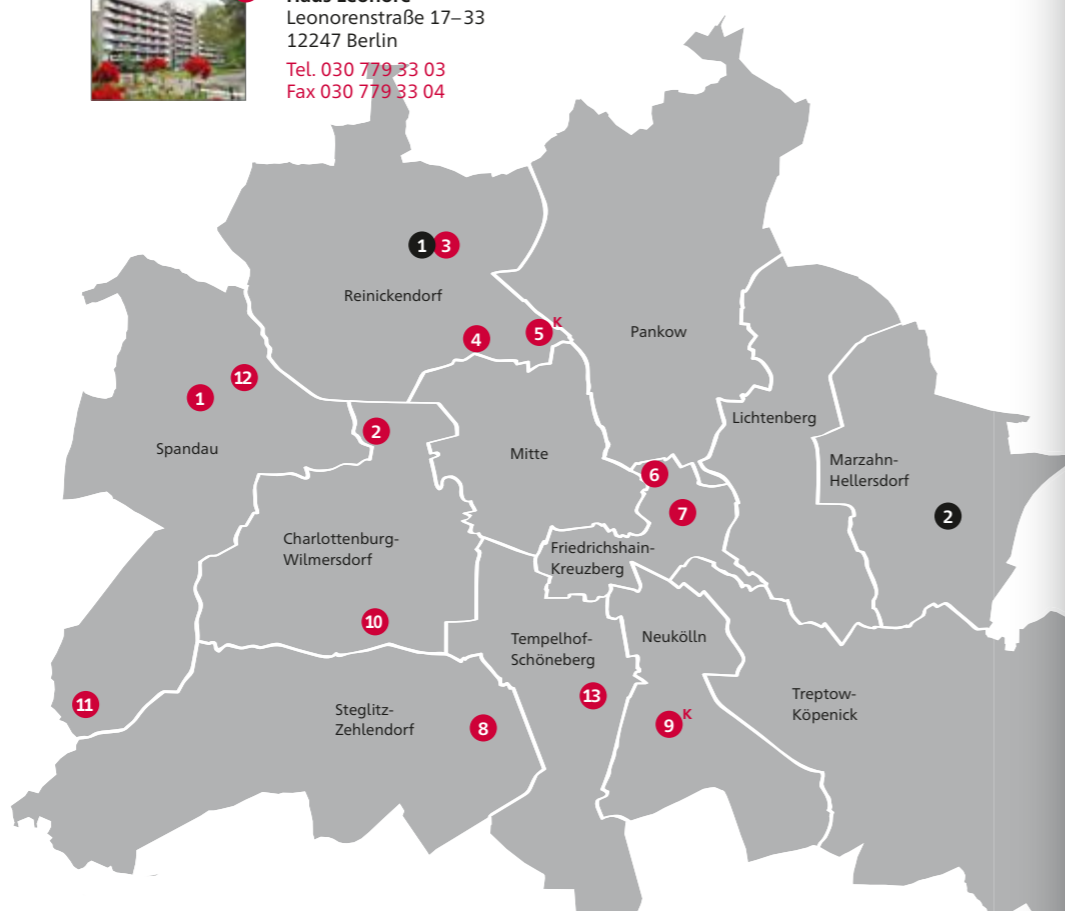 Haus Leonore
Leonorenstraße 17–33
12247 Berlin
Tel. 030 779 33 03
Fax 030 779 33 04
1
3
Reinickendorf
4
5
K
Pankow
12
1
Spandau
2
Mitte
Lichtenberg
6
Marzahn-
Hellersdorf
7
2
Charlottenburg-
Wilmersdorf
Friedrichshain-
Kreuzberg
10
Tempelhof-
Schöneberg
Neukölln
13
11
Steglitz-
Zehlendorf
8
9
K
Treptow-
Köpenick